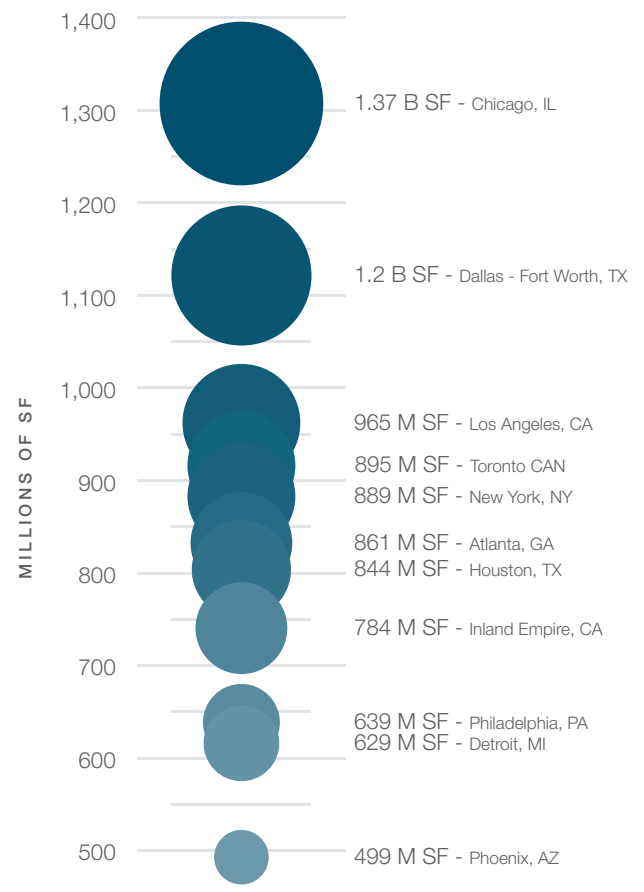 1,400
1.37 B SF - Chicago, IL
1,300
1,200
1.2 B SF - Dallas - Fort Worth, TX
1,100
1,000
MILLIONS OF SF
965 M SF - Los Angeles, CA
895 M SF - Toronto CAN
900
889 M SF - New York, NY
861 M SF - Atlanta, GA
844 M SF - Houston, TX
800
784 M SF - Inland Empire, CA
700
639 M SF - Philadelphia, PA
629 M SF - Detroit, MI
600
500
499 M SF - Phoenix, AZ